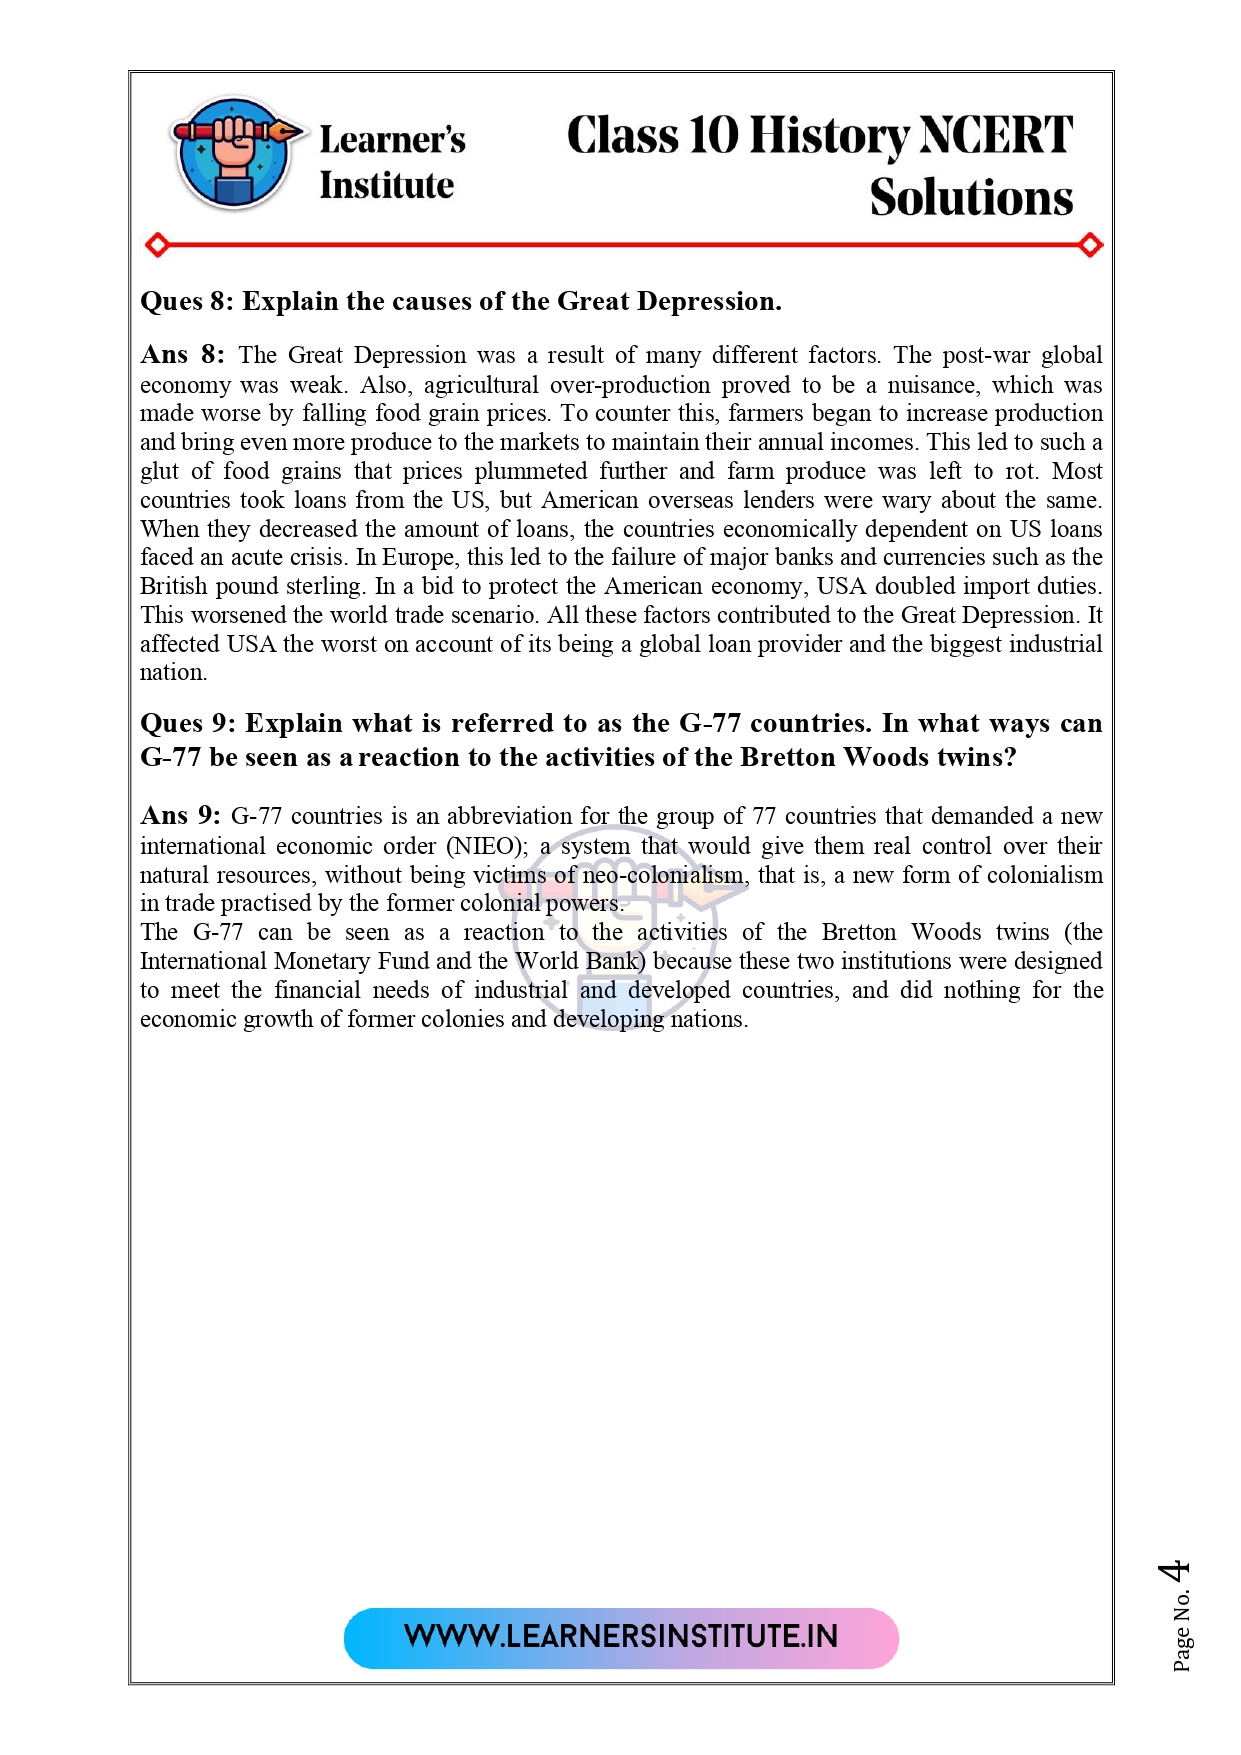 Learner's
Institute
Class 10 History NCERT
Solutions
Ques 8: Explain the causes of the Great Depression.
Ans 8: The Great Depression was a result of many different factors. The post-war global
economy was weak. Also, agricultural over-production proved to be a nuisance, which was
made worse by falling food grain prices. To counter this, farmers began to increase production
and bring even more produce to the markets to maintain their annual incomes. This led to such a
glut of food grains that prices plummeted further and farm produce was left to rot. Most
countries took loans from the US, but American overseas lenders were wary about the same.
When they decreased the amount of loans, the countries economically dependent on US loans
faced an acute crisis. In Europe, this led to the failure of major banks and currencies such as the
British pound sterling. In a bid to protect the American economy, USA doubled import duties.
This worsened the world trade scenario. All these factors contributed to the Great Depression. It
affected USA the worst on account of its being a global loan provider and the biggest industrial
nation.
Ques 9: Explain what is referred to as the G-77 countries. In what ways can
G-77 be seen as a reaction to the activities of the Bretton Woods twins?
Ans 9: G-77 countries is an abbreviation for the group of 77 countries that demanded a new
international economic order (NIEO); a system that would give them real control over their
natural resources, without being victims of neo-colonialism, that is, a new form of colonialism
in trade practised by the former colonial powers.
The G-77 can be seen as a reaction to the activities of the Bretton Woods twins (the
International Monetary Fund and the World Bank) because these two institutions were designed
to meet the financial needs of industrial and developed countries, and did nothing for the
economic growth of former colonies and developing nations.
WWW.LEARNERSINSTITUTE.IN
Page No. 4